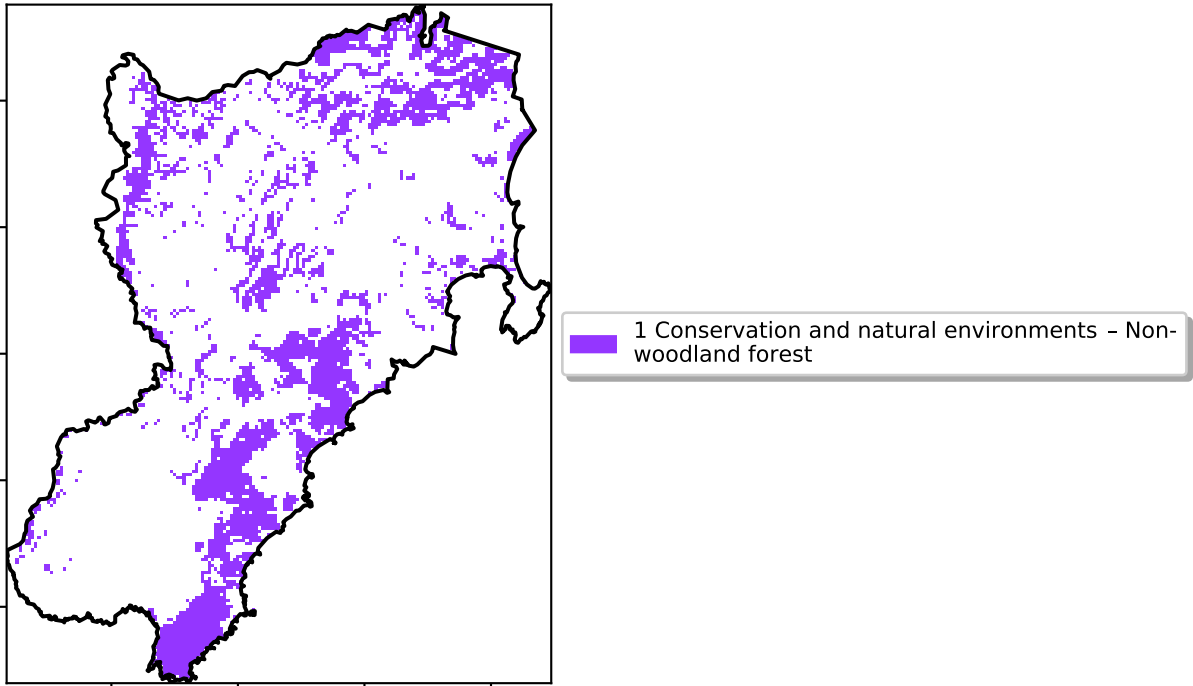 1 Conservation and natural environments – Non-
woodland forest